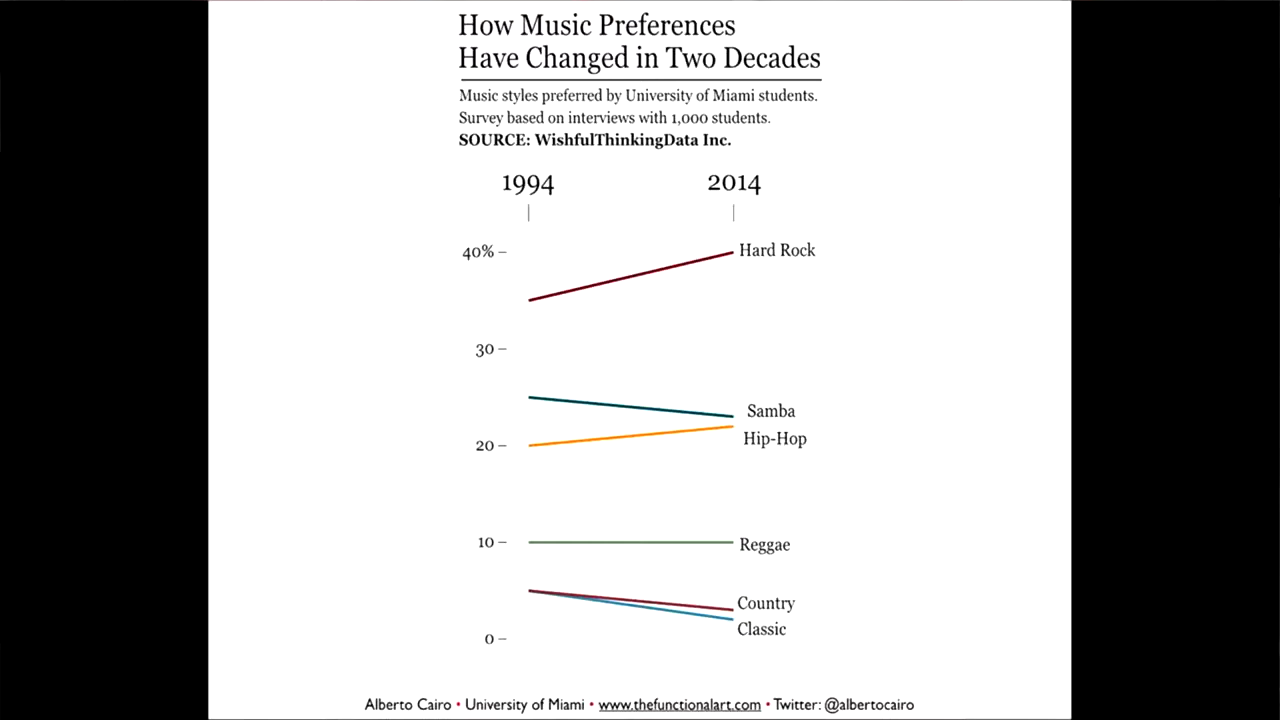 How Music Preferences
Have Changed in Two Decades
Music styles preferred by University of Miami students.
Survey based on interviews with 1,000 students.
SOURCE: WishfulThinkingData Inc.
1994 2014
40% – Hard Rock
30 –
Samba
Hip-Hop
20 –
10 – Reggae
Country
Classic
0 –
Alberto Cairo • University of Miami • www.thefunctionalart.com • Twitter: @albertocairo